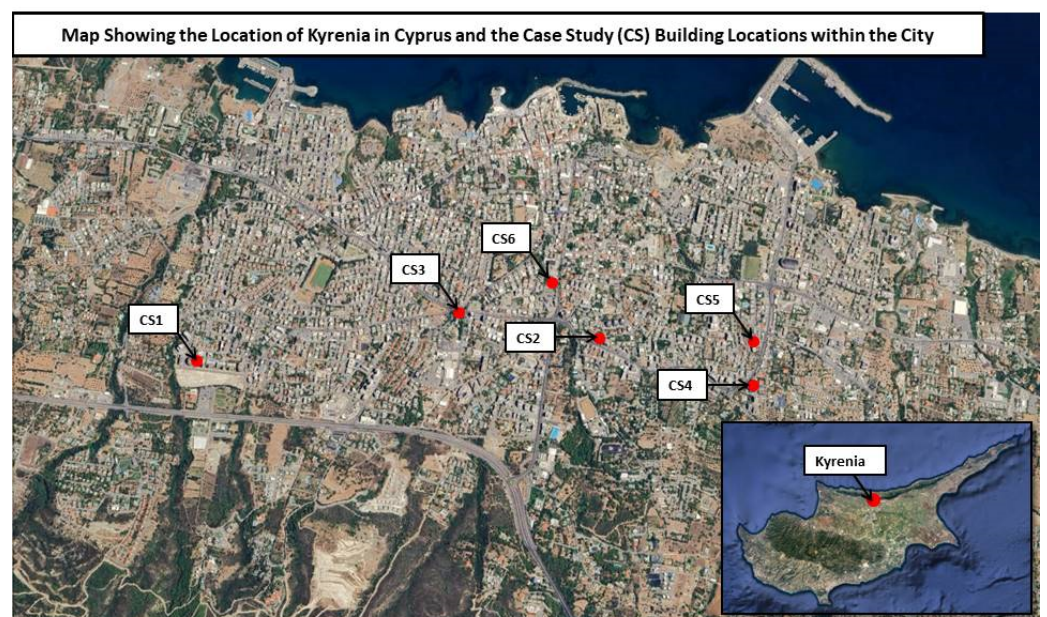 Map Showing the Location of Kyrenia in Cyprus and the Case Study (CS) Building Locations within the City
CS6
CS3
CS1
CS2
CS5
CS4
Kyrenia